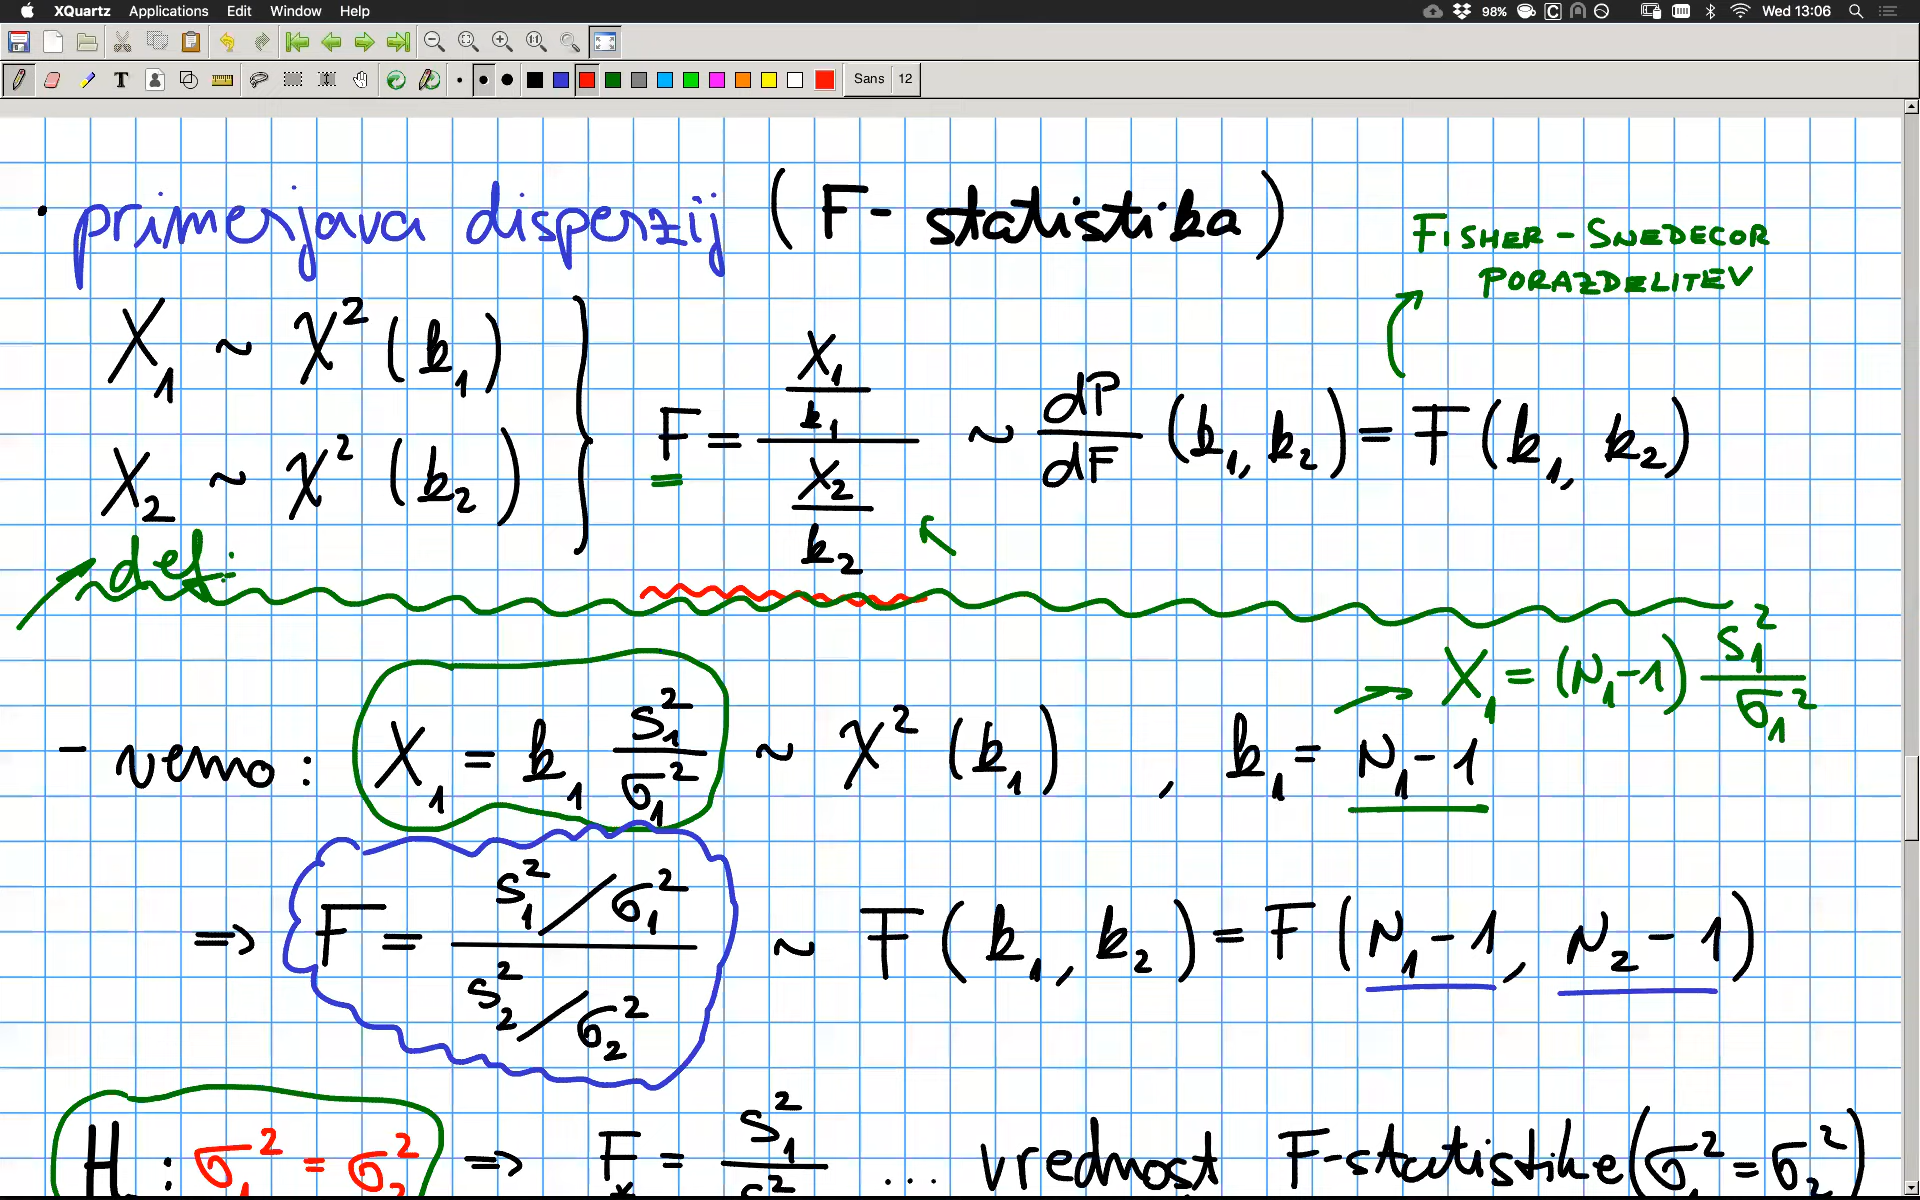 XQuartz Applications Edit Window Help 98% Wed 13:06
T Sans 12
• primerjava disperzij (F-statistika)
FISHER-SNEDECOR
PORAZDELITEV
X₁ ~ χ² (k₁)
X₂ ~ χ² (k₂)
F = (X₁/k₁)/(X₂/k₂) ~ dP/dF (k₁, k₂) = F(k₁, k₂)
def:
X₁ = (N₁-1) s₁²/σ₁²
- vemo: X₁ = k₁ s₁²/σ₁² ~ χ² (k₁), k₁ = N₁-1
=> F = (s₁²/σ₁²)/(s₂²/σ₂²) ~ F(k₁, k₂) = F(N₁-1, N₂-1)
H: σ₁² = σ₂² => F* = s₁²/s² ... vrednost F-statistike (σ₁² = σ₂²)